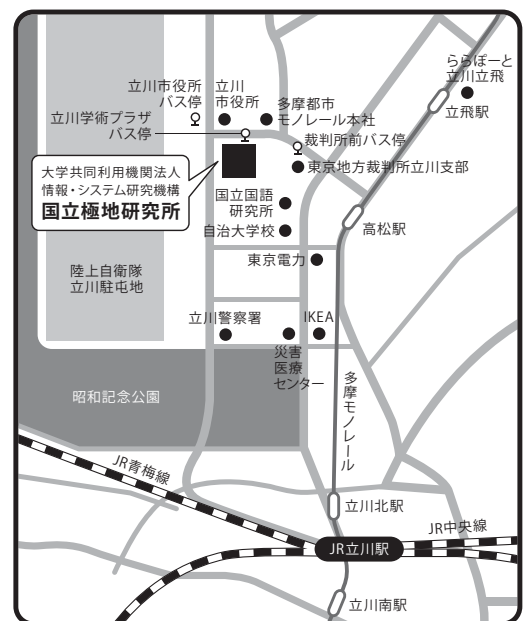 ららぽーと
立川立飛
立飛駅
立川市役所
バス停
立川
市役所
多摩都市
モノレール本社
立川学術プラザ
バス停
裁判所前バス停
東京地方裁判所立川支部
大学共同利用機関法人
情報・システム研究機構
国立極地研究所
国立国語
研究所
自治大学校
高松駅
東京電力
陸上自衛隊
立川駐屯地
立川警察署
IKEA
災害
医療
センター
多摩モノレール
昭和記念公園
JR青梅線
立川北駅
JR中央線
JR立川駅
立川南駅